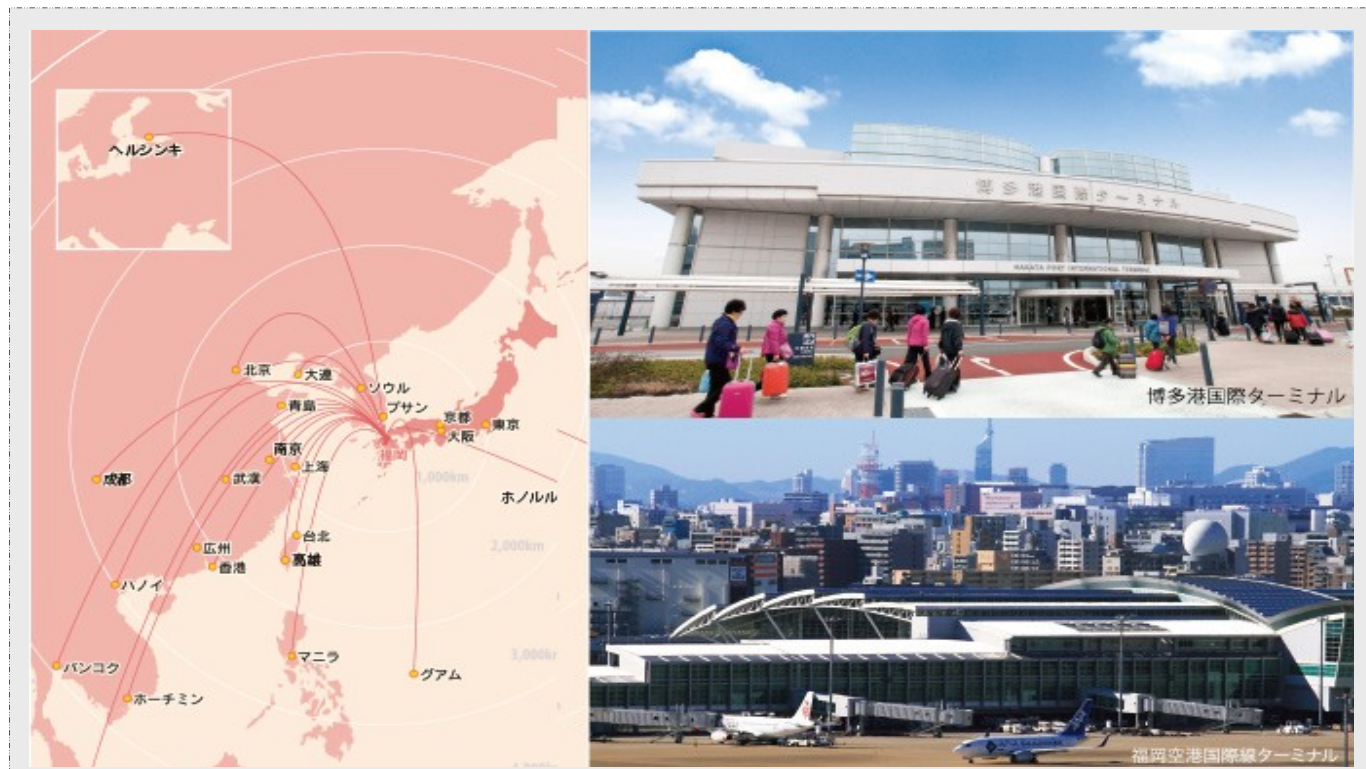 ヘルシンキ
北京
大連
ソウル
青島
プサン
京都
東京
大阪
福岡
南京
上海
成都
武漢
1,000km
ホノルル
台北
2,000km
広州
高雄
香港
ハノイ
マニラ
3,000k
バンコク
グアム
ホーチミン
博多港国際ターミナル
HAKATA PORT INTERNATIONAL TERMINAL
博多港国際ターミナル
福岡空港国際線ターミナル